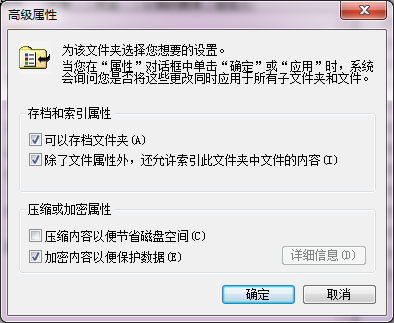 高级属性
为该文件夹选择您想要的设置。
当您在“属性”对话框中单击“确定”或“应用”时，系统
会询问您是否将这些更改同时应用于所有子文件夹和文件。
存档和索引属性
可以存档文件夹(A)
除了文件属性外，还允许索引此文件夹中文件的内容(I)
压缩或加密属性
压缩内容以便节省磁盘空间(C)
加密内容以便保护数据(E)
详细信息(D)
确定
取消